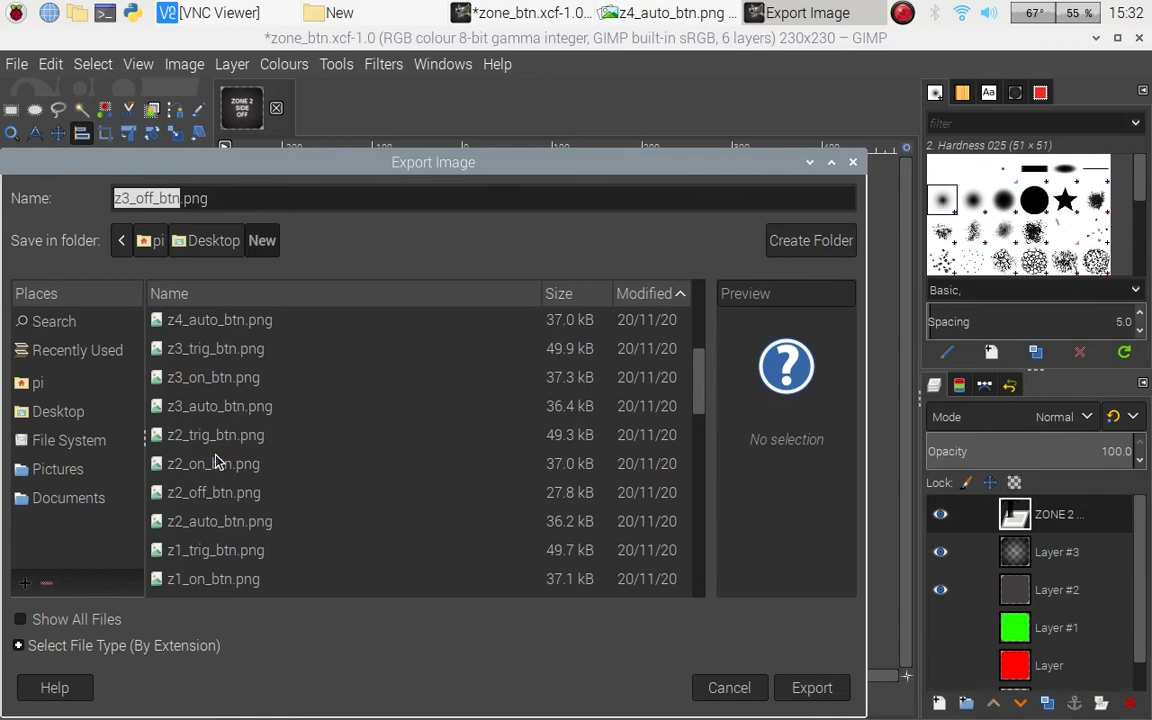 [VNC Viewer]
New
*zone_btn.xcf-1.0...
z4_auto_btn.png ...
Export Image
67°
55 %
15:32
*zone_btn.xcf-1.0 (RGB colour 8-bit gamma integer, GIMP built-in sRGB, 6 layers) 230x230 – GIMP
File Edit Select View Image Layer Colours Tools Filters Windows Help
ZONE 2
SIDE
OFF
Aa
filter
2. Hardness 025 (51 × 51)
Export Image
Name:
z3_off_btn.png
Save in folder:
pi
Desktop
New
Create Folder
Places
Name
Size
Modified
Preview
Search
Recently Used
pi
Desktop
File System
Pictures
Documents
z4_auto_btn.png 37.0 kB 20/11/20
z3_trig_btn.png 49.9 kB 20/11/20
z3_on_btn.png 37.3 kB 20/11/20
z3_auto_btn.png 36.4 kB 20/11/20
z2_trig_btn.png 49.3 kB 20/11/20
z2_on_btn.png 37.0 kB 20/11/20
z2_off_btn.png 27.8 kB 20/11/20
z2_auto_btn.png 36.2 kB 20/11/20
z1_trig_btn.png 49.7 kB 20/11/20
z1_on_btn.png 37.1 kB 20/11/20
?
No selection
Show All Files
Select File Type (By Extension)
Help
Cancel
Export
Basic,
Spacing 5.0
Mode Normal
Opacity 100.0
Lock:
ZONE 2 ...
Layer #3
Layer #2
Layer #1
Layer